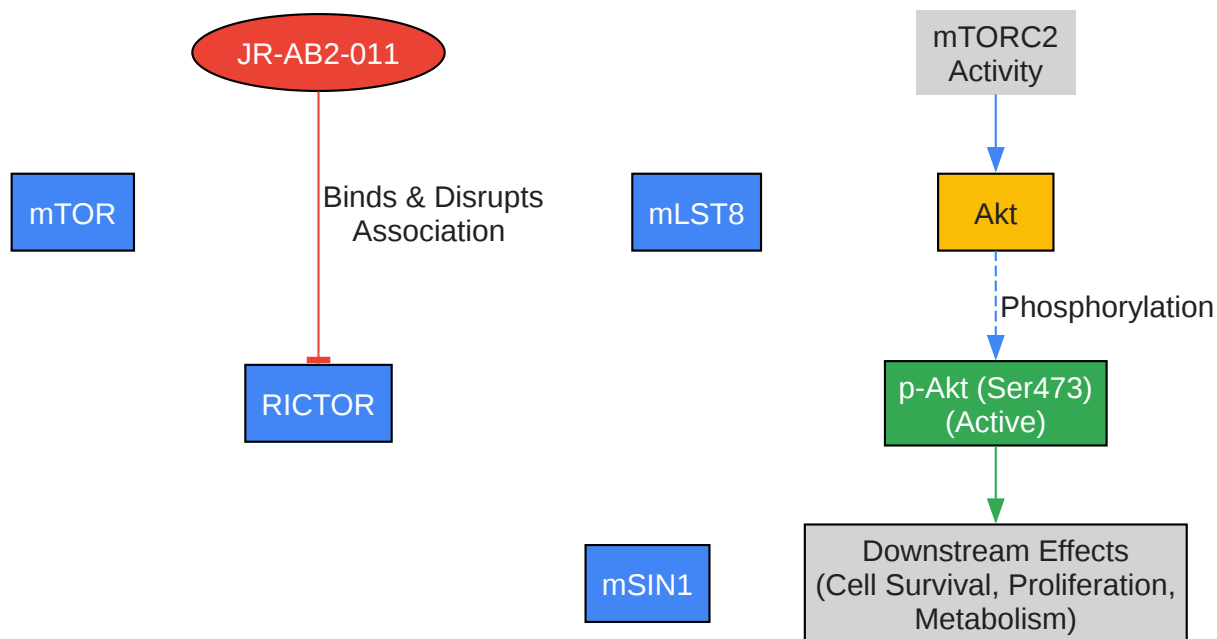 JR-AB2-011
mTORC2
Activity
mTOR
Binds & Disrupts
Association
mLST8
Akt
Phosphorylation
RICTOR
p-Akt (Ser473)
(Active)
mSIN1
Downstream Effects
(Cell Survival, Proliferation,
Metabolism)